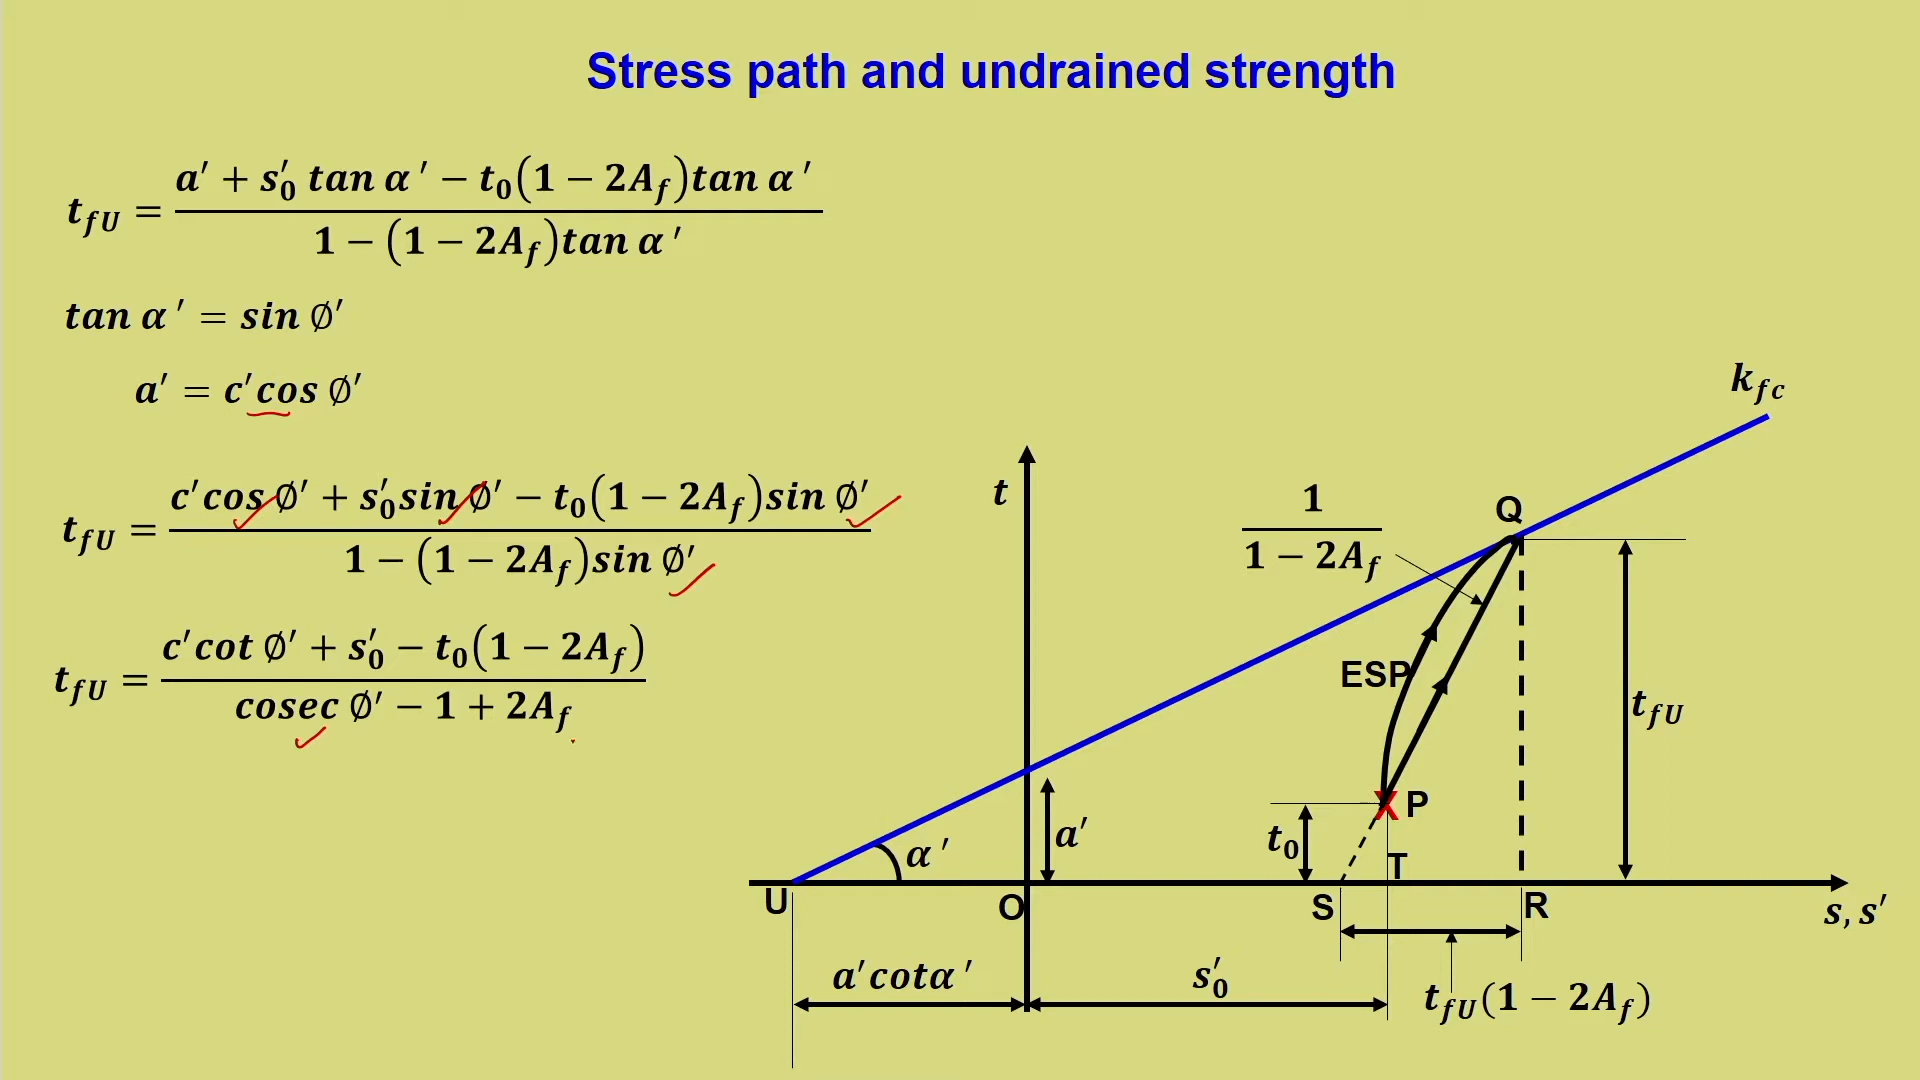 Stress path and undrained strength
t_fU = (a′ + s′_0 tan α′ − t_0(1 − 2A_f)tan α′) / (1 − (1 − 2A_f)tan α′)
tan α′ = sin ∅′
a′ = c′cos ∅′
t_fU = (c′cos ∅′ + s′_0 sin ∅′ − t_0(1 − 2A_f)sin ∅′) / (1 − (1 − 2A_f)sin ∅′)
t_fU = (c′cot ∅′ + s′_0 − t_0(1 − 2A_f)) / (cosec ∅′ − 1 + 2A_f)
k_fc
t
1 / (1 − 2A_f)
Q
ESP
t_fU
P
t_0
a′
α′
T
U
O
S
R
s, s′
a′cotα′
s′_0
t_fU(1 − 2A_f)